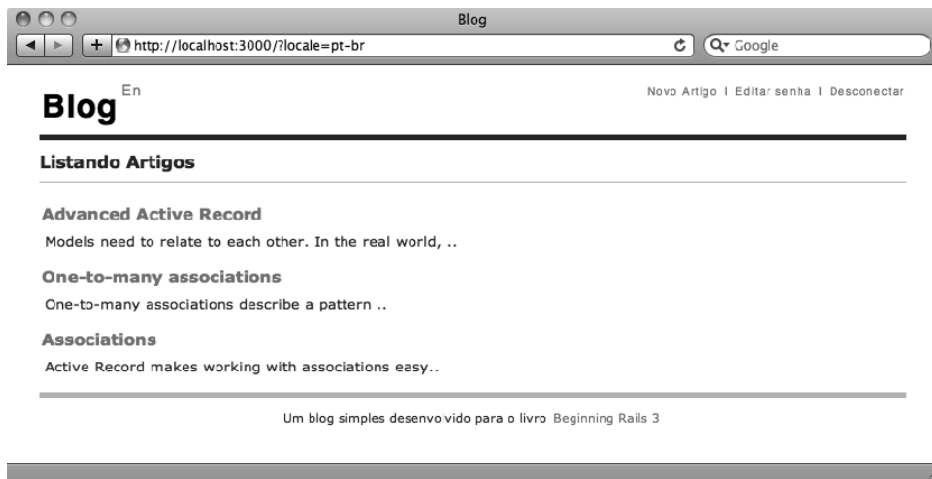 Blog
http://localhost:3000/?locale=pt-br
Google
Blog En
Novo Artigo | Editar senha | Desconectar
Listando Artigos
Advanced Active Record
Models need to relate to each other. In the real world, ..
One-to-many associations
One-to-many associations describe a pattern ..
Associations
Active Record makes working with associations easy..
Um blog simples desenvolvido para o livro Beginning Rails 3